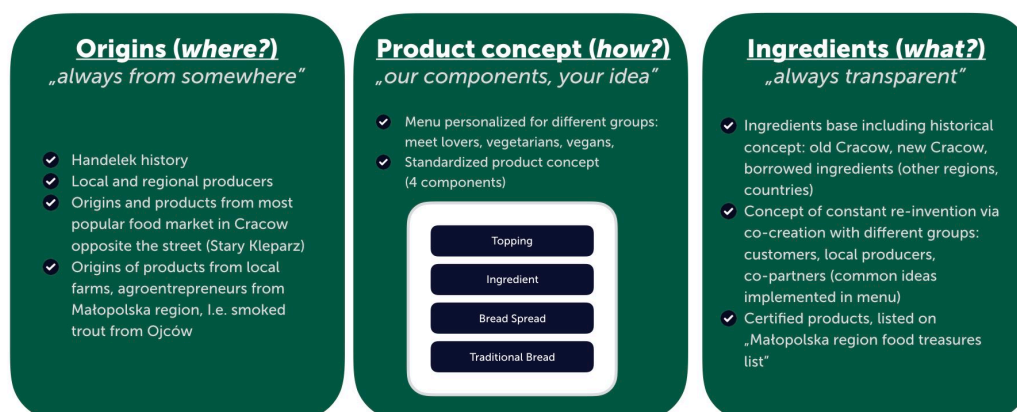 Origins (where?)
„always from somewhere”
Handelek history
Local and regional producers
Origins and products from most
popular food market in Cracow
opposite the street (Stary Kleparz)
Origins of products from local
farms, agroentrepreneurs from
Małopolska region, I.e. smoked
trout from Ojców
Product concept (how?)
„our components, your idea”
Menu personalized for different groups:
meet lovers, vegetarians, vegans,
Standardized product concept
(4 components)
Topping
Ingredient
Bread Spread
Traditional Bread
Ingredients (what?)
„always transparent”
Ingredients base including historical
concept: old Cracow, new Cracow,
borrowed ingredients (other regions,
countries)
Concept of constant re-invention via
co-creation with different groups:
customers, local producers,
co-partners (common ideas
implemented in menu)
Certified products, listed on
„Małopolska region food treasures
list”